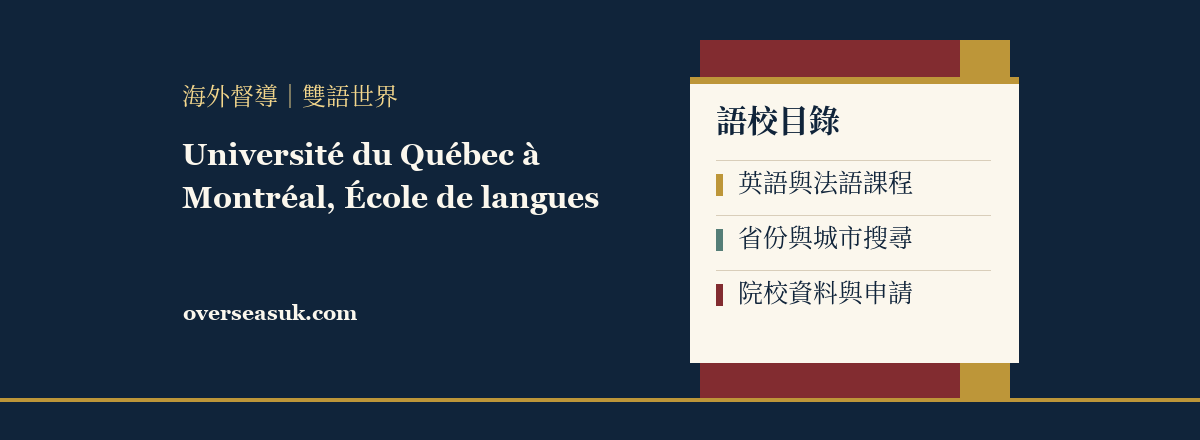 海外督導｜雙語世界
Université du Québec à
Montréal, École de langues
overseasuk.com
語校目錄
英語與法語課程
省份與城市搜尋
院校資料與申請